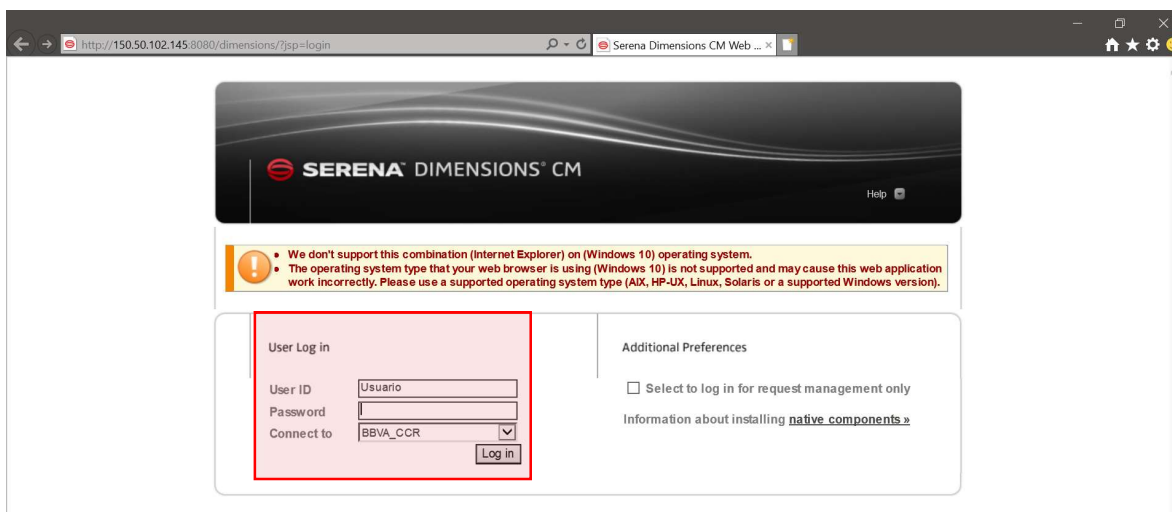 http://150.50.102.145:8080/dimensions/?jsp=login
Serena Dimensions CM Web ...
SERENA™ DIMENSIONS® CM
Help
We don't support this combination (Internet Explorer) on (Windows 10) operating system.
The operating system type that your web browser is using (Windows 10) is not supported and may cause this web application
work incorrectly. Please use a supported operating system type (AIX, HP-UX, Linux, Solaris or a supported Windows version).
User Log in
User ID
Usuario
Password
Connect to
BBVA_CCR
Log in
Additional Preferences
Select to log in for request management only
Information about installing native components »